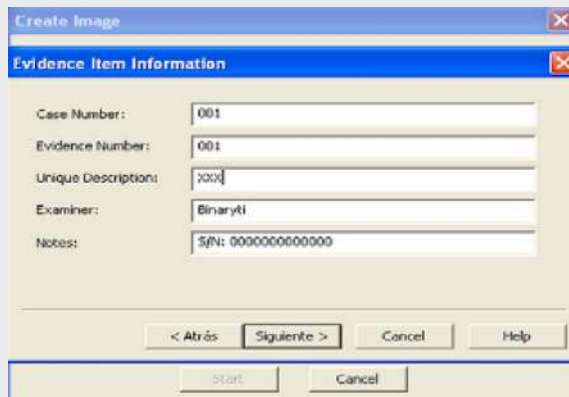 Create Image
Evidence Item Information
Case Number: 001
Evidence Number: 001
Unique Description: XXX
Examiner: Binaryti
Notes: S/N: 0000000000000
< Atrás Siguiente > Cancel Help
Start Cancel